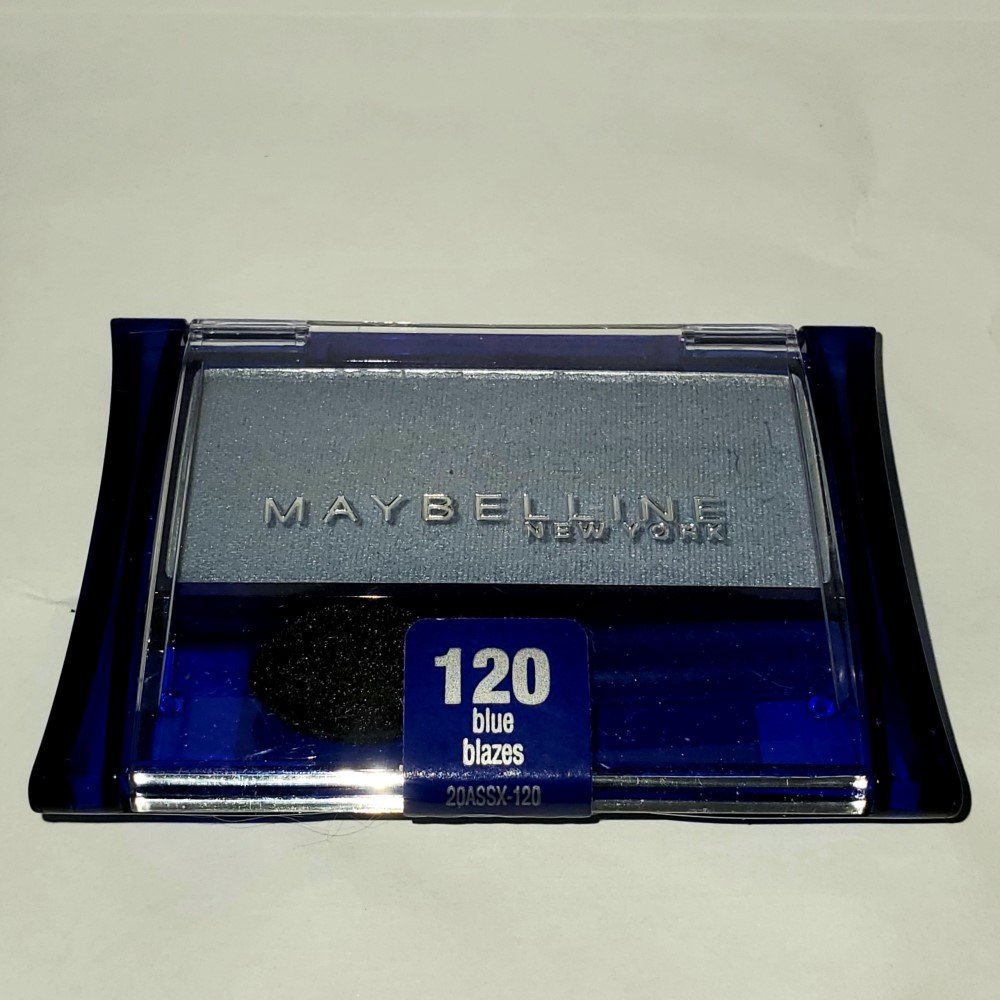 MAYBELLINE
NEW YORK
120
blue
blazes
20ASSX-120